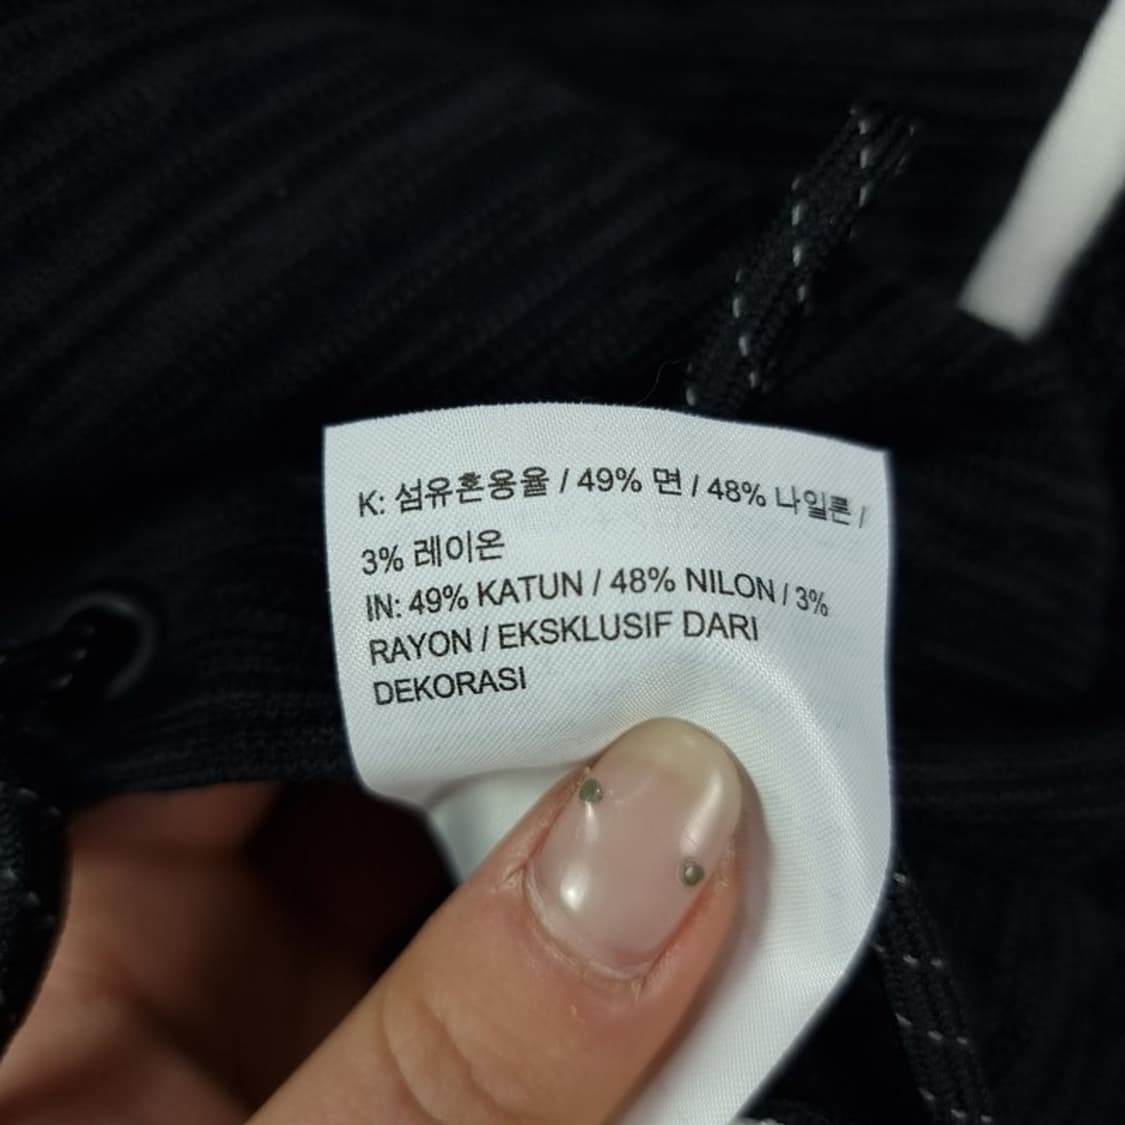 K: 섬유혼용율 / 49% 면 / 48% 나일론 /
3% 레이온
IN: 49% KATUN / 48% NILON / 3%
RAYON / EKSKLUSIF DARI
DEKORASI